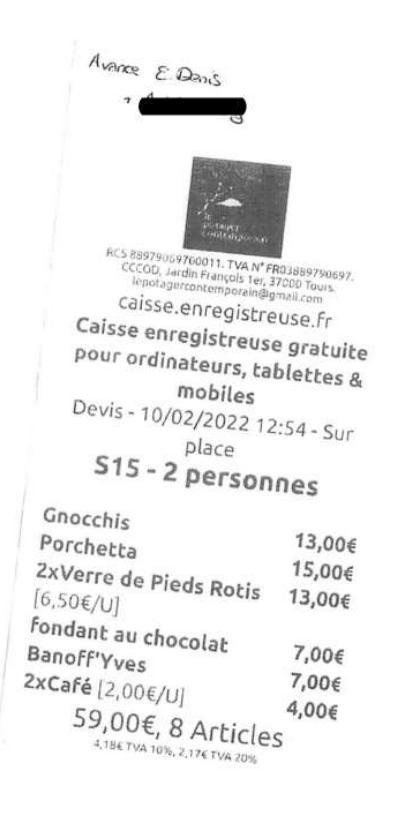 Avance E. Denis
le
potager
contemporain
RCS 88979069700011. TVA N° FR03889790697.
CCCOD, Jardin François 1er, 37000 Tours.
lepotagercontemporain@gmail.com
caisse.enregistreuse.fr
Caisse enregistreuse gratuite
pour ordinateurs, tablettes &
mobiles
Devis - 10/02/2022 12:54 - Sur
place
S15 - 2 personnes
Gnocchis 13,00€
Porchetta 15,00€
2xVerre de Pieds Rotis 13,00€
[6,50€/U]
fondant au chocolat 7,00€
Banoff'Yves 7,00€
2xCafé [2,00€/U] 4,00€
59,00€, 8 Articles
4,18€ TVA 10%, 2,17€ TVA 20%